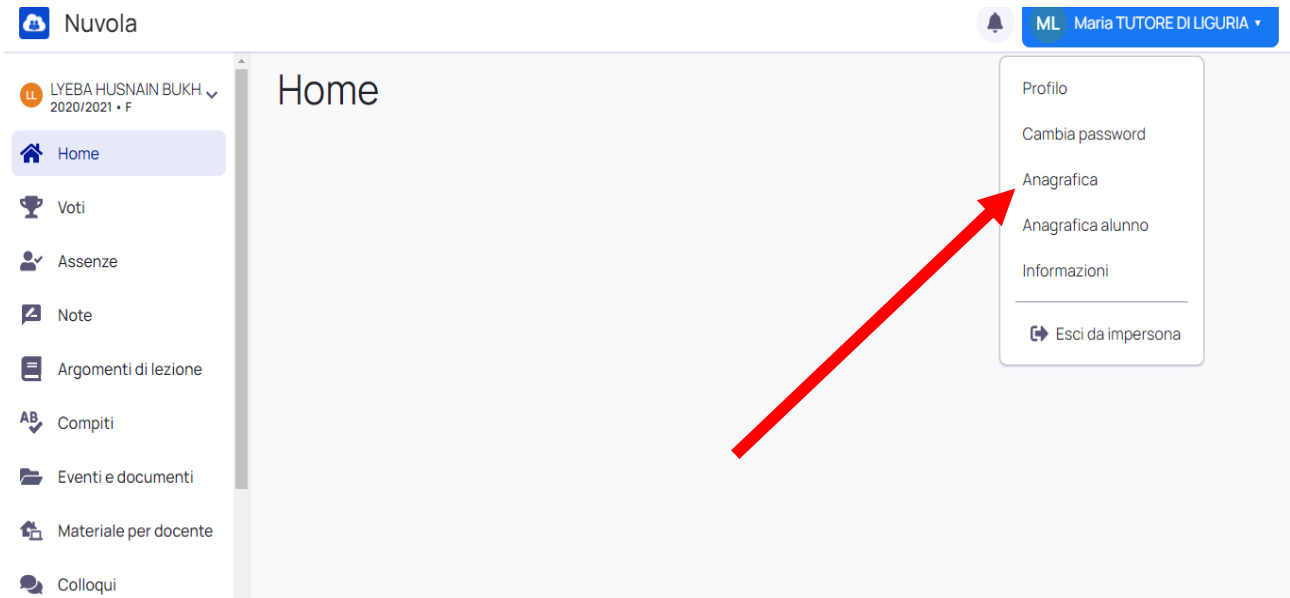 Nuvola
ML Maria TUTORE DI LIGURIA
LL LYEBA HUSNAIN BUKH.
2020/2021 • F
Home
Voti
Assenze
Note
Argomenti di lezione
AB Compiti
Eventi e documenti
Materiale per docente
Colloqui
Home
Profilo
Cambia password
Anagrafica
Anagrafica alunno
Informazioni
Esci da impersona